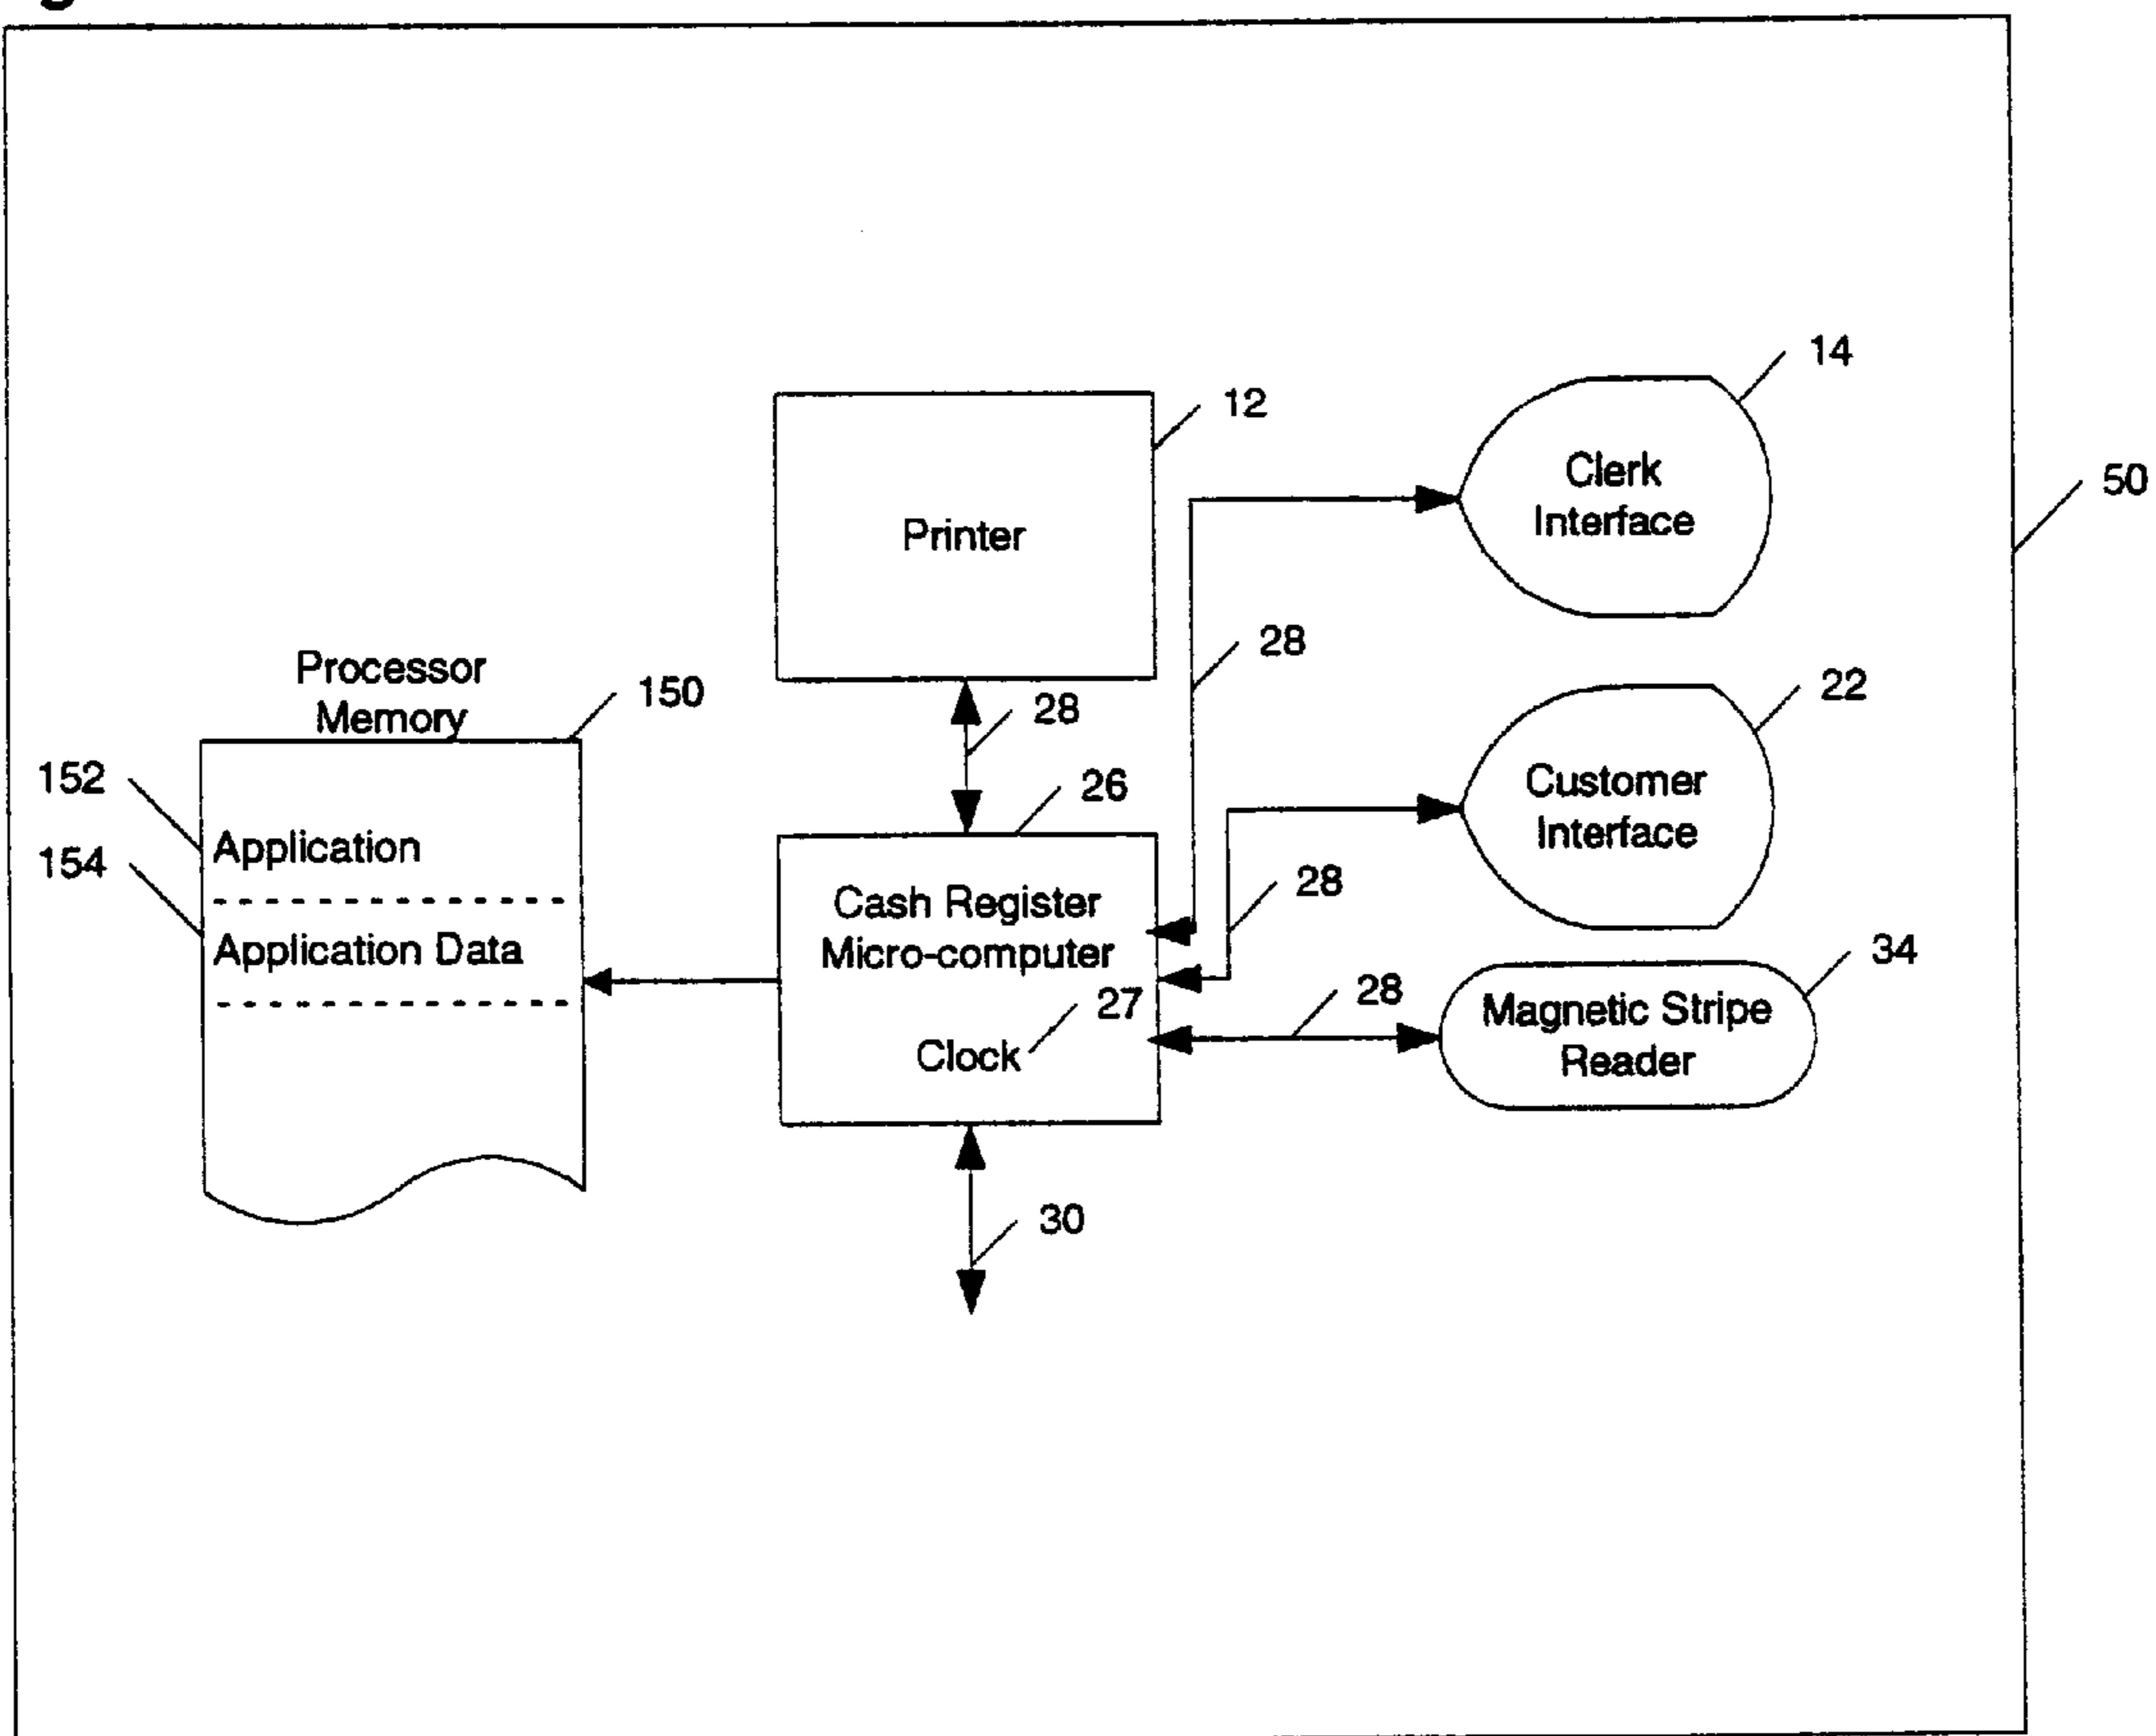 14
12
Clerk
Interface
50
Printer
28
Processor
Memory
150
28
22
152
Application
154
Application Data
26
Customer
Interface
Cash Register
Micro-computer
28
27
Clock
28
34
Magnetic Stripe
Reader
30